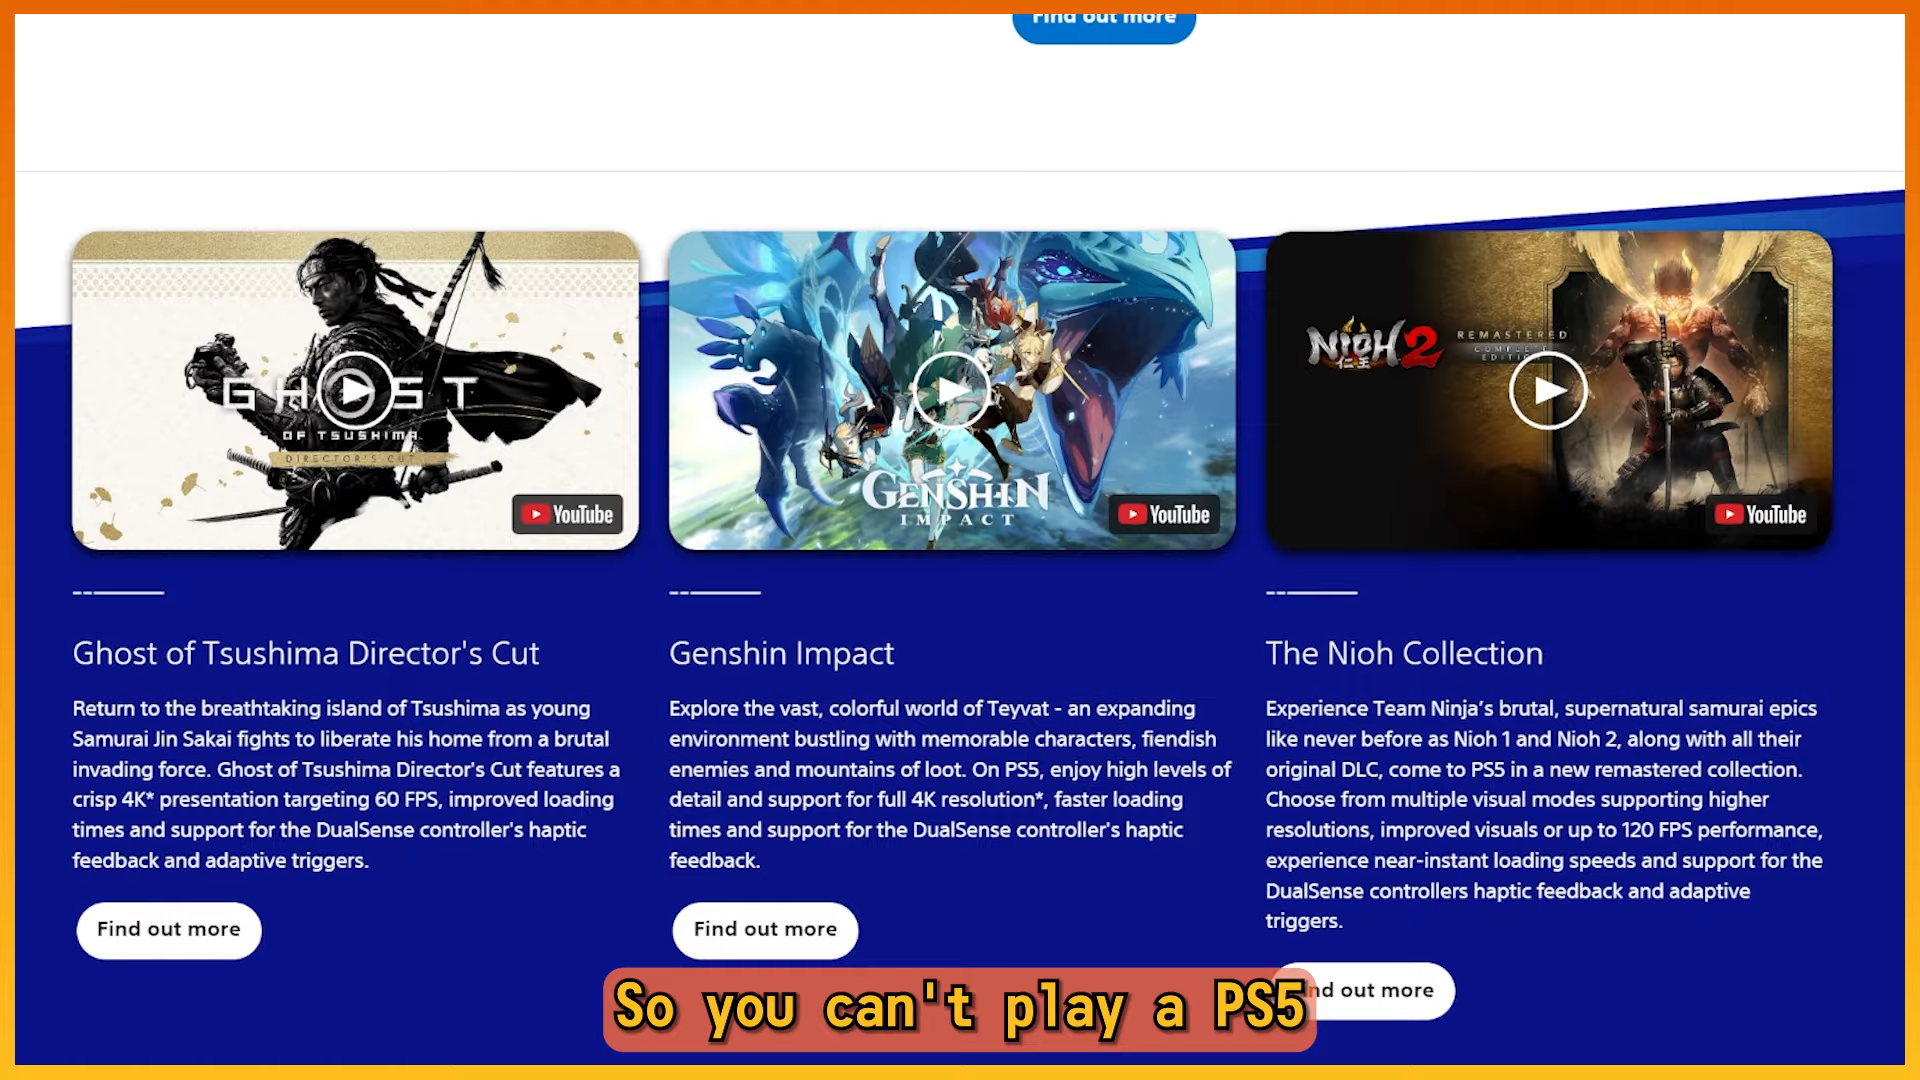 Find out more
GHOST
OF TSUSHIMA
DIRECTOR'S CUT
YouTube
GENSHIN
IMPACT
YouTube
NIOH 2
仁王
REMASTERED
COMPLETE
EDITION
YouTube
Ghost of Tsushima Director's Cut
Return to the breathtaking island of Tsushima as young
Samurai Jin Sakai fights to liberate his home from a brutal
invading force. Ghost of Tsushima Director's Cut features a
crisp 4K* presentation targeting 60 FPS, improved loading
times and support for the DualSense controller's haptic
feedback and adaptive triggers.
Find out more
Genshin Impact
Explore the vast, colorful world of Teyvat - an expanding
environment bustling with memorable characters, fiendish
enemies and mountains of loot. On PS5, enjoy high levels of
detail and support for full 4K resolution*, faster loading
times and support for the DualSense controller's haptic
feedback.
Find out more
The Nioh Collection
Experience Team Ninja’s brutal, supernatural samurai epics
like never before as Nioh 1 and Nioh 2, along with all their
original DLC, come to PS5 in a new remastered collection.
Choose from multiple visual modes supporting higher
resolutions, improved visuals or up to 120 FPS performance,
experience near-instant loading speeds and support for the
DualSense controllers haptic feedback and adaptive
triggers.
nd out more
So you can't play a PS5